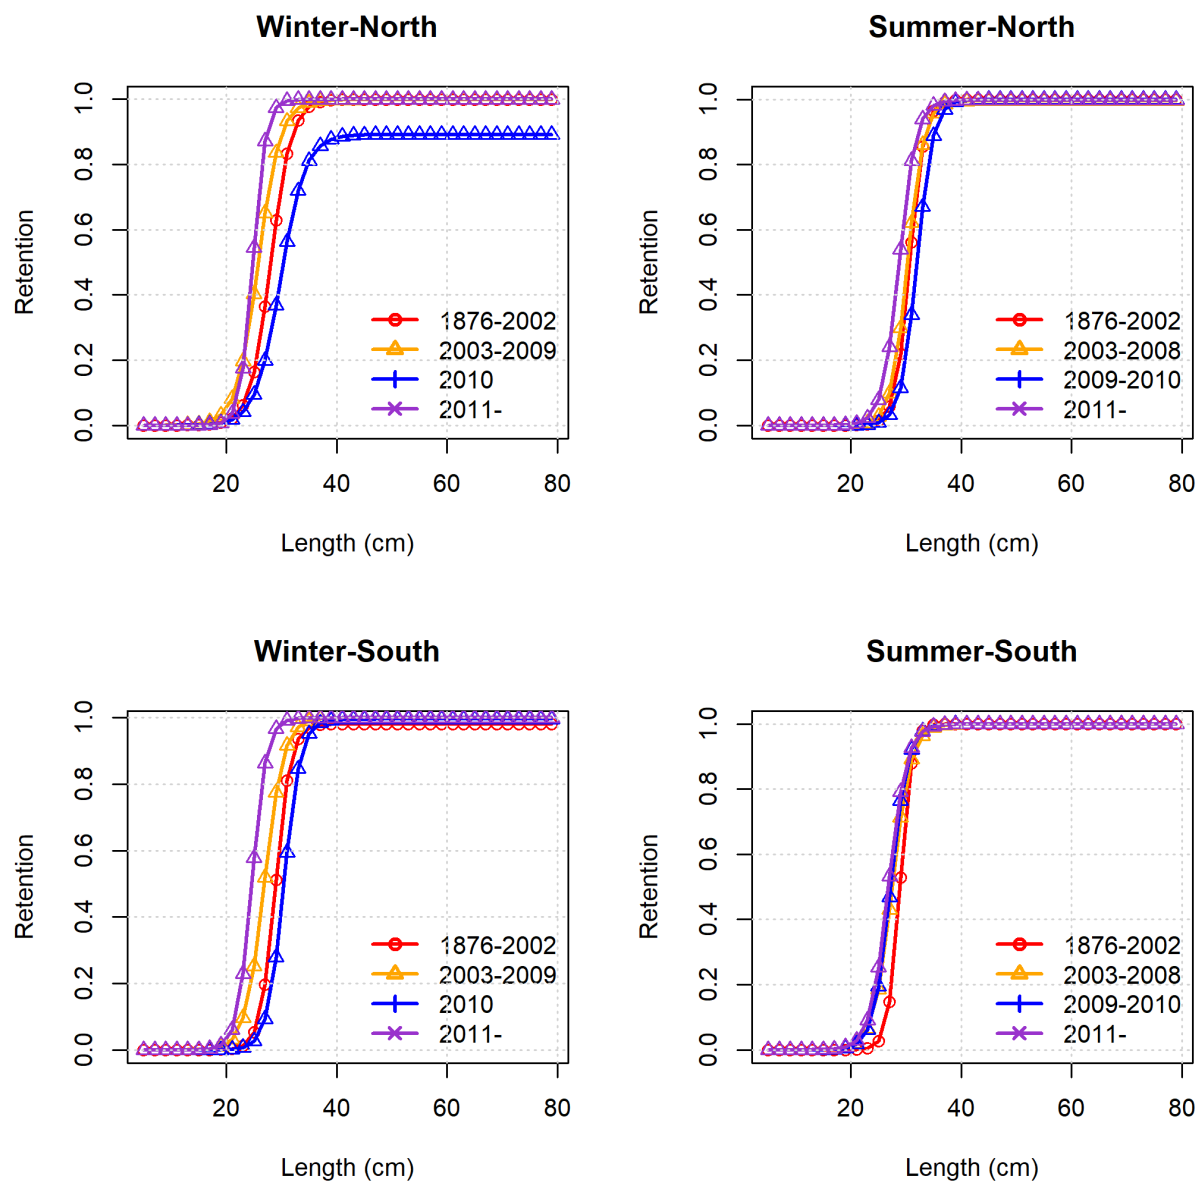 Winter-North
Retention
0.0 0.2 0.4 0.6 0.8 1.0
1876-2002
2003-2009
2010
2011-
20 40 60 80
Length (cm)
Summer-North
Retention
0.0 0.2 0.4 0.6 0.8 1.0
1876-2002
2003-2008
2009-2010
2011-
20 40 60 80
Length (cm)
Winter-South
Retention
0.0 0.2 0.4 0.6 0.8 1.0
1876-2002
2003-2009
2010
2011-
20 40 60 80
Length (cm)
Summer-South
Retention
0.0 0.2 0.4 0.6 0.8 1.0
1876-2002
2003-2008
2009-2010
2011-
20 40 60 80
Length (cm)